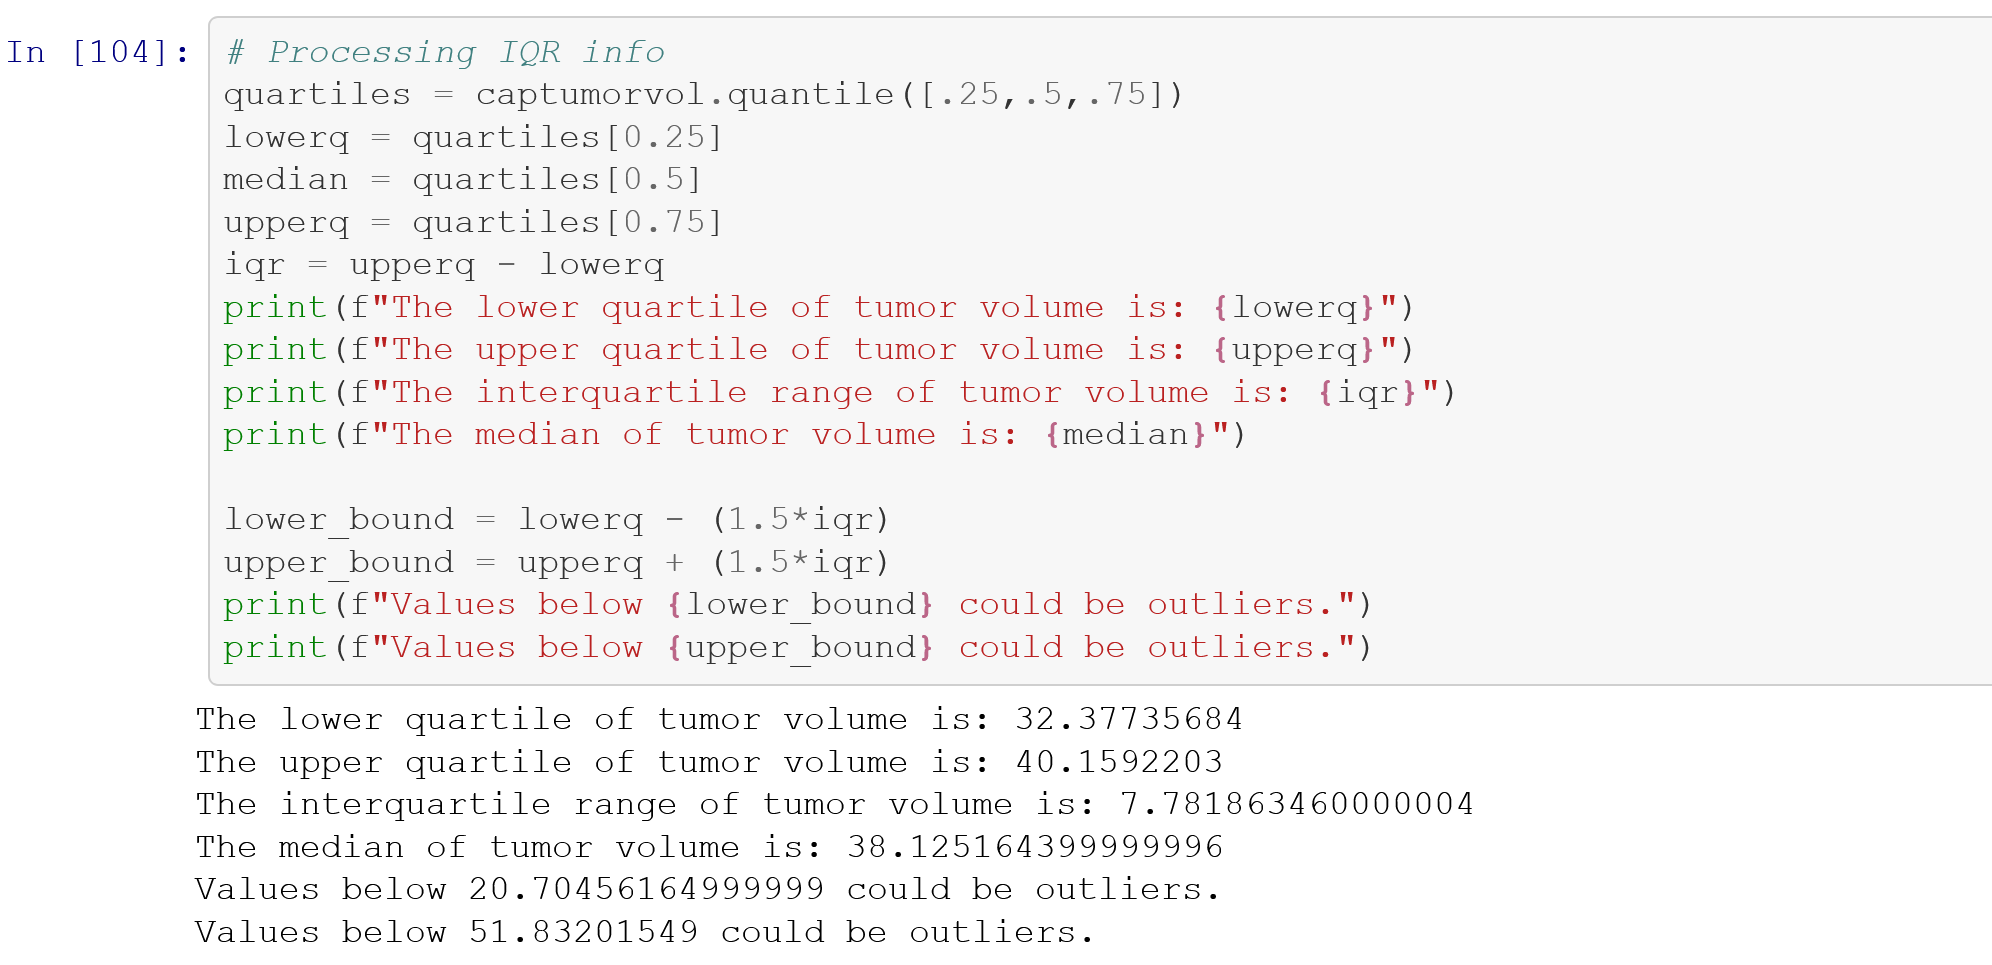 In [104]:
# Processing IQR info
quartiles = captumorvol.quantile([.25,.5,.75])
lowerq = quartiles[0.25]
median = quartiles[0.5]
upperq = quartiles[0.75]
iqr = upperq - lowerq
print(f"The lower quartile of tumor volume is: {lowerq}")
print(f"The upper quartile of tumor volume is: {upperq}")
print(f"The interquartile range of tumor volume is: {iqr}")
print(f"The median of tumor volume is: {median}")
lower_bound = lowerq - (1.5*iqr)
upper_bound = upperq + (1.5*iqr)
print(f"Values below {lower_bound} could be outliers.")
print(f"Values below {upper_bound} could be outliers.")
The lower quartile of tumor volume is: 32.37735684
The upper quartile of tumor volume is: 40.1592203
The interquartile range of tumor volume is: 7.781863460000004
The median of tumor volume is: 38.125164399999996
Values below 20.70456164999999 could be outliers.
Values below 51.83201549 could be outliers.